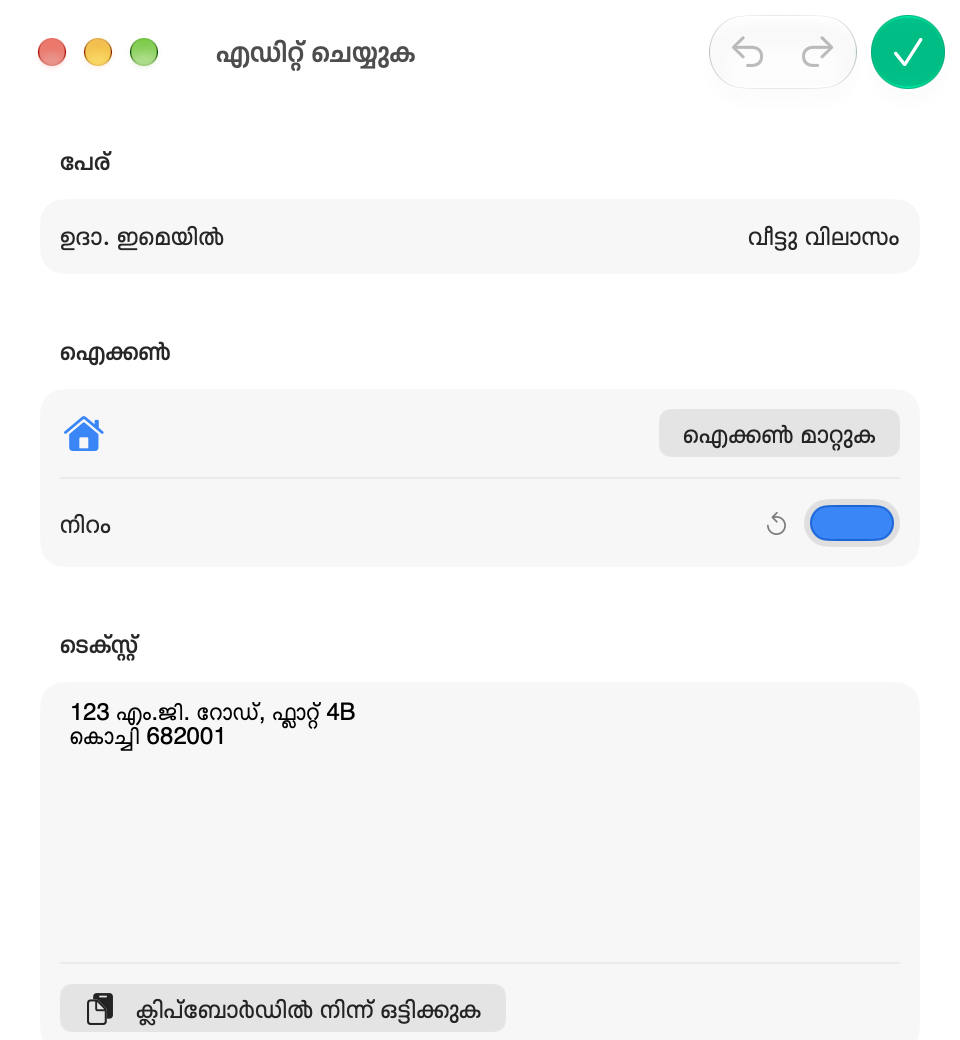 എഡിറ്റ് ചെയ്യുക
പേര്
ഉദാ. ഇമെയിൽ
വീട്ടു വിലാസം
ഐക്കൺ
ഐക്കൺ മാറ്റുക
നിറം
ടെക്സ്റ്റ്
123 എം.ജി. റോഡ്, ഫ്ലാറ്റ് 4B
കൊച്ചി 682001
ക്ലിപ്ബോർഡിൽ നിന്ന് ഒട്ടിക്കുക